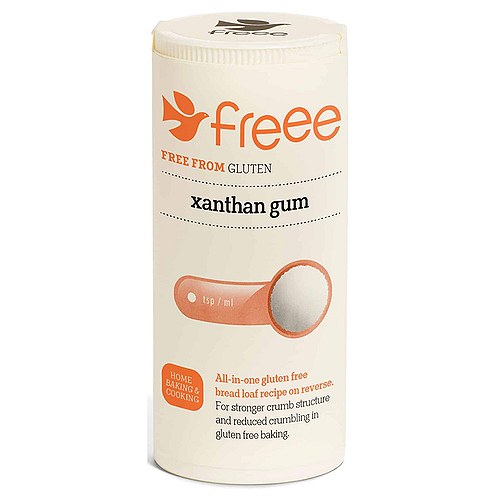 freee
freee
FREE FROM GLUTEN
xanthan gum
tsp / ml
HOME
BAKING &
COOKING
All-in-one gluten free
bread loaf recipe on reverse.
For stronger crumb structure
and reduced crumbling in
gluten free baking.